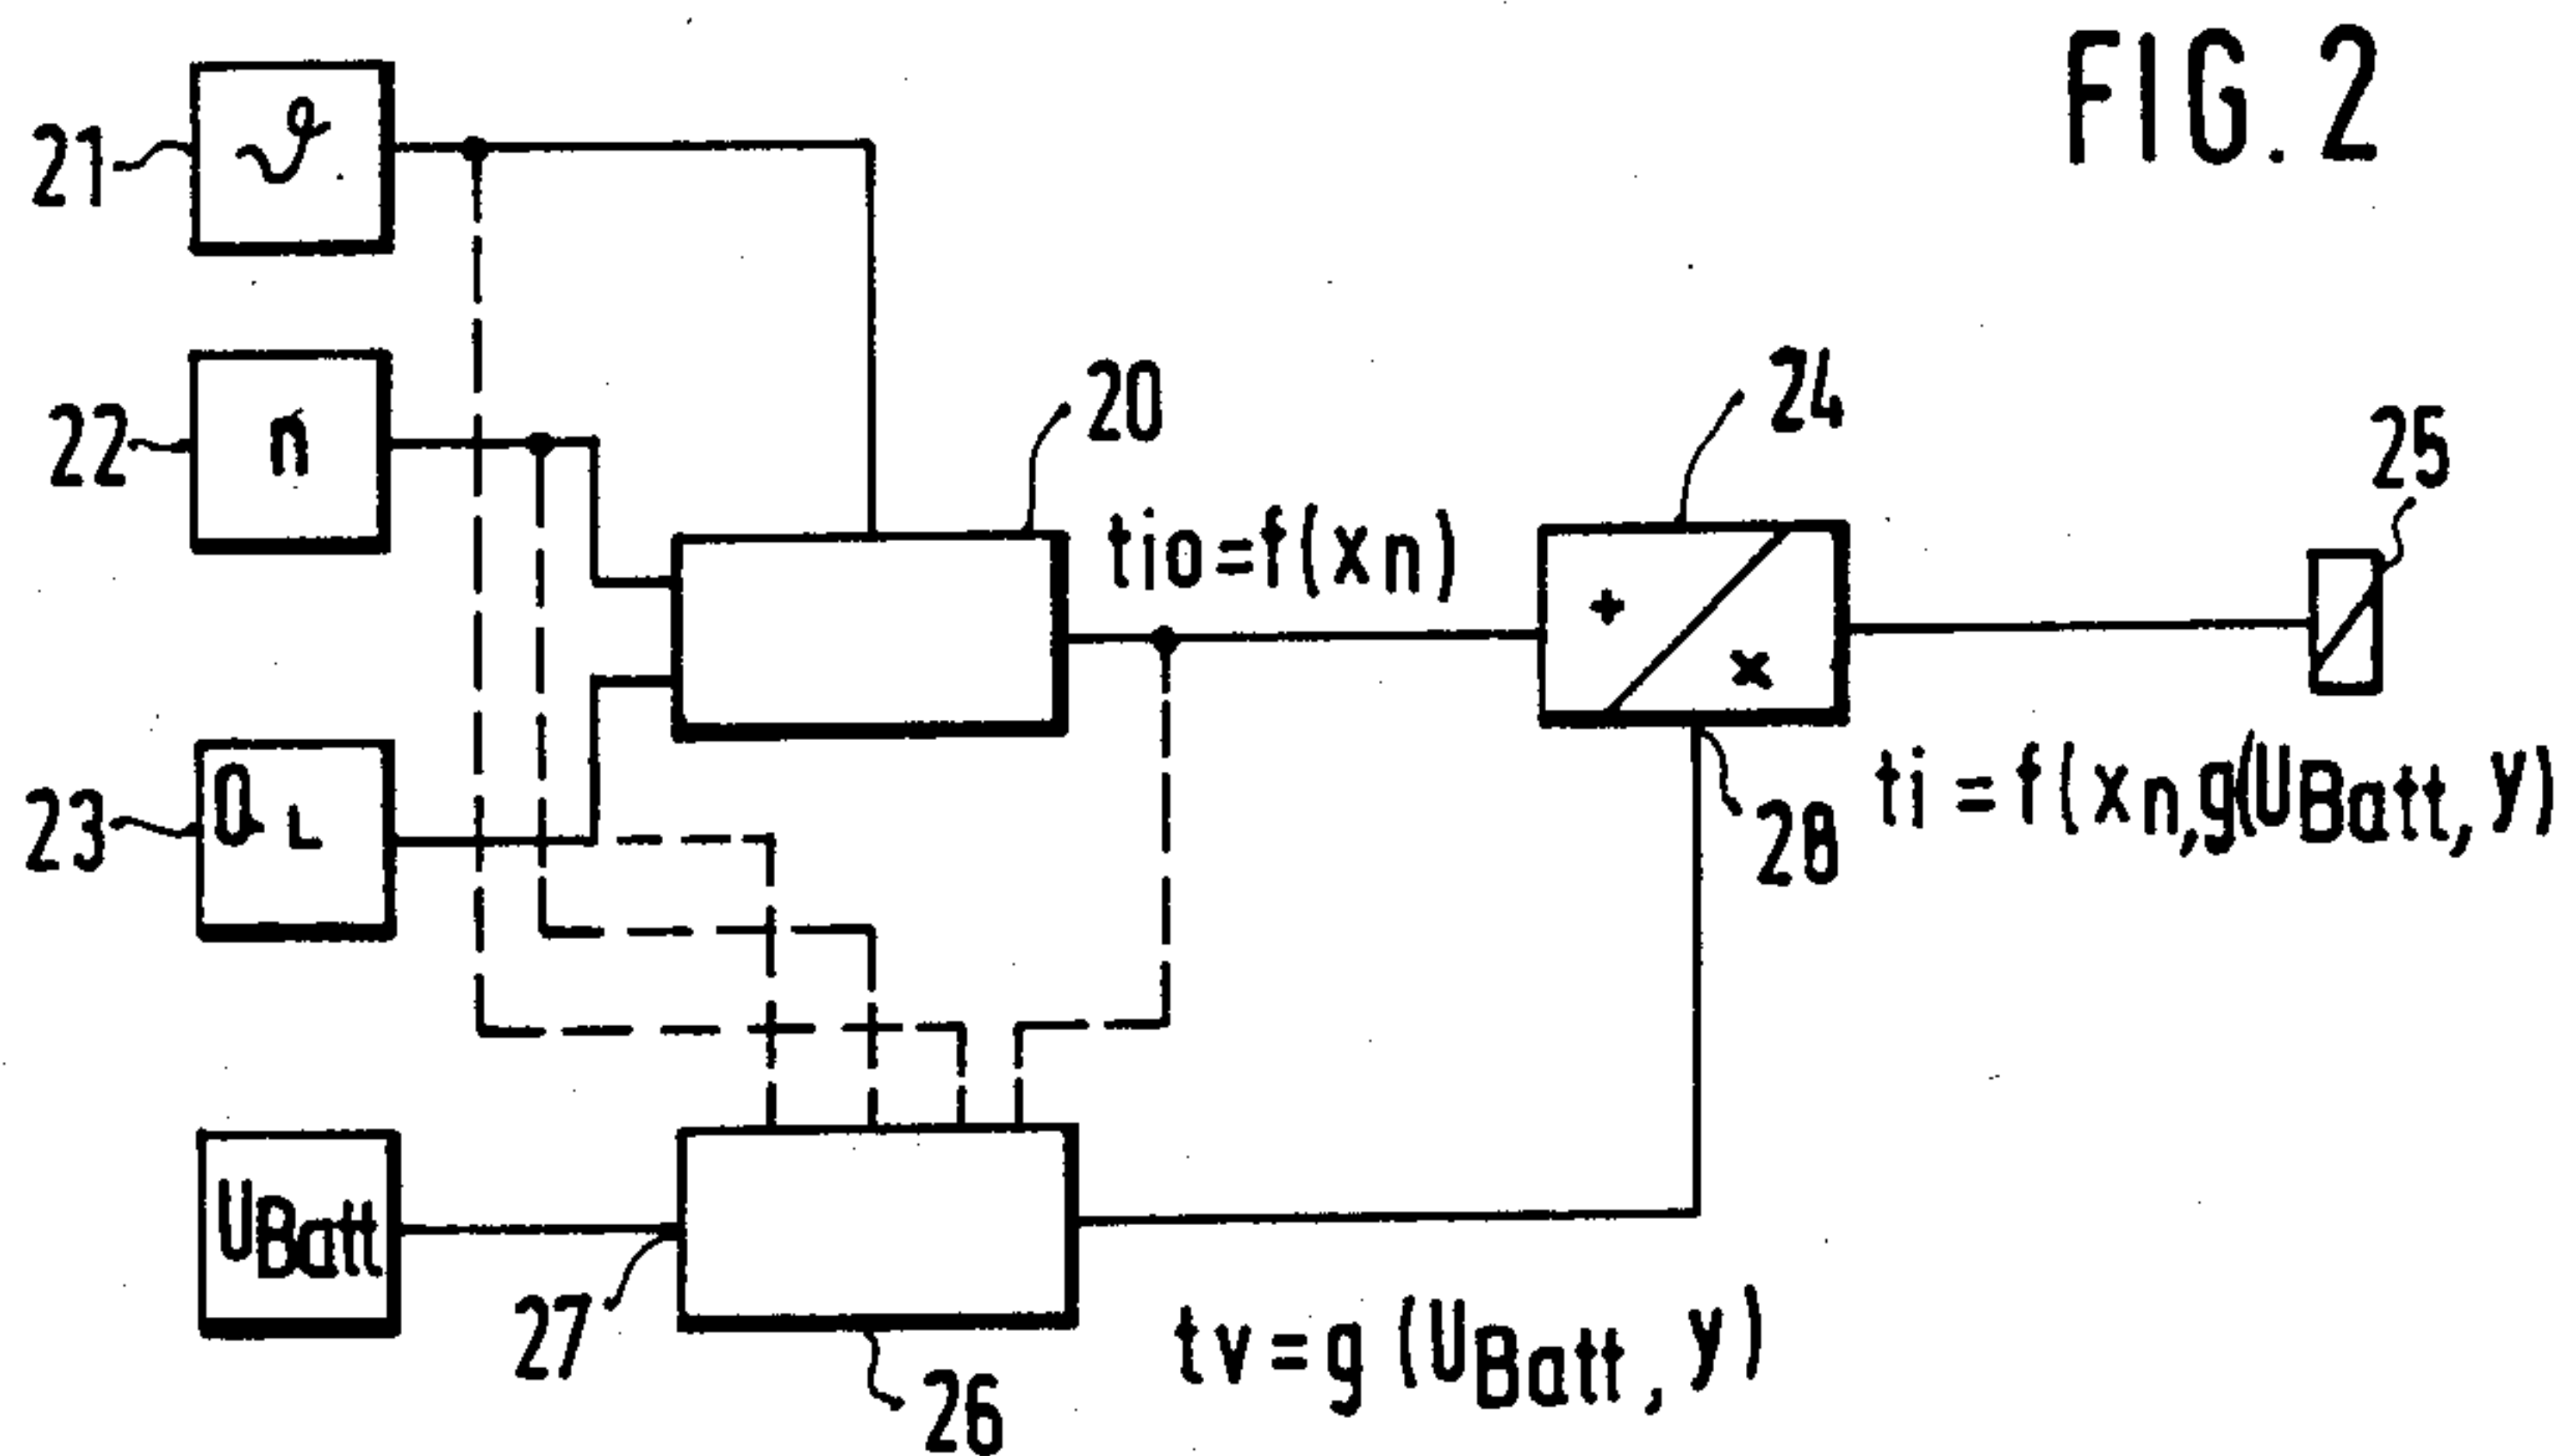 FIG. 2
21
ϑ
22
n
20
24
25
tio = f(xn)
+
x
23
QL
28
ti = f(xn, g(UBatt, y)
UBatt
27
26
tv = g (UBatt, y)